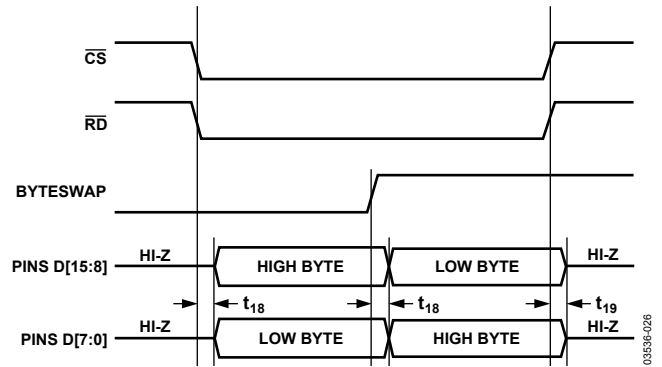 CS
RD
BYTESWAP
PINS D[15:8] HI-Z HIGH BYTE LOW BYTE HI-Z
t18 t18 t19
PINS D[7:0] HI-Z LOW BYTE HIGH BYTE HI-Z
03536-026